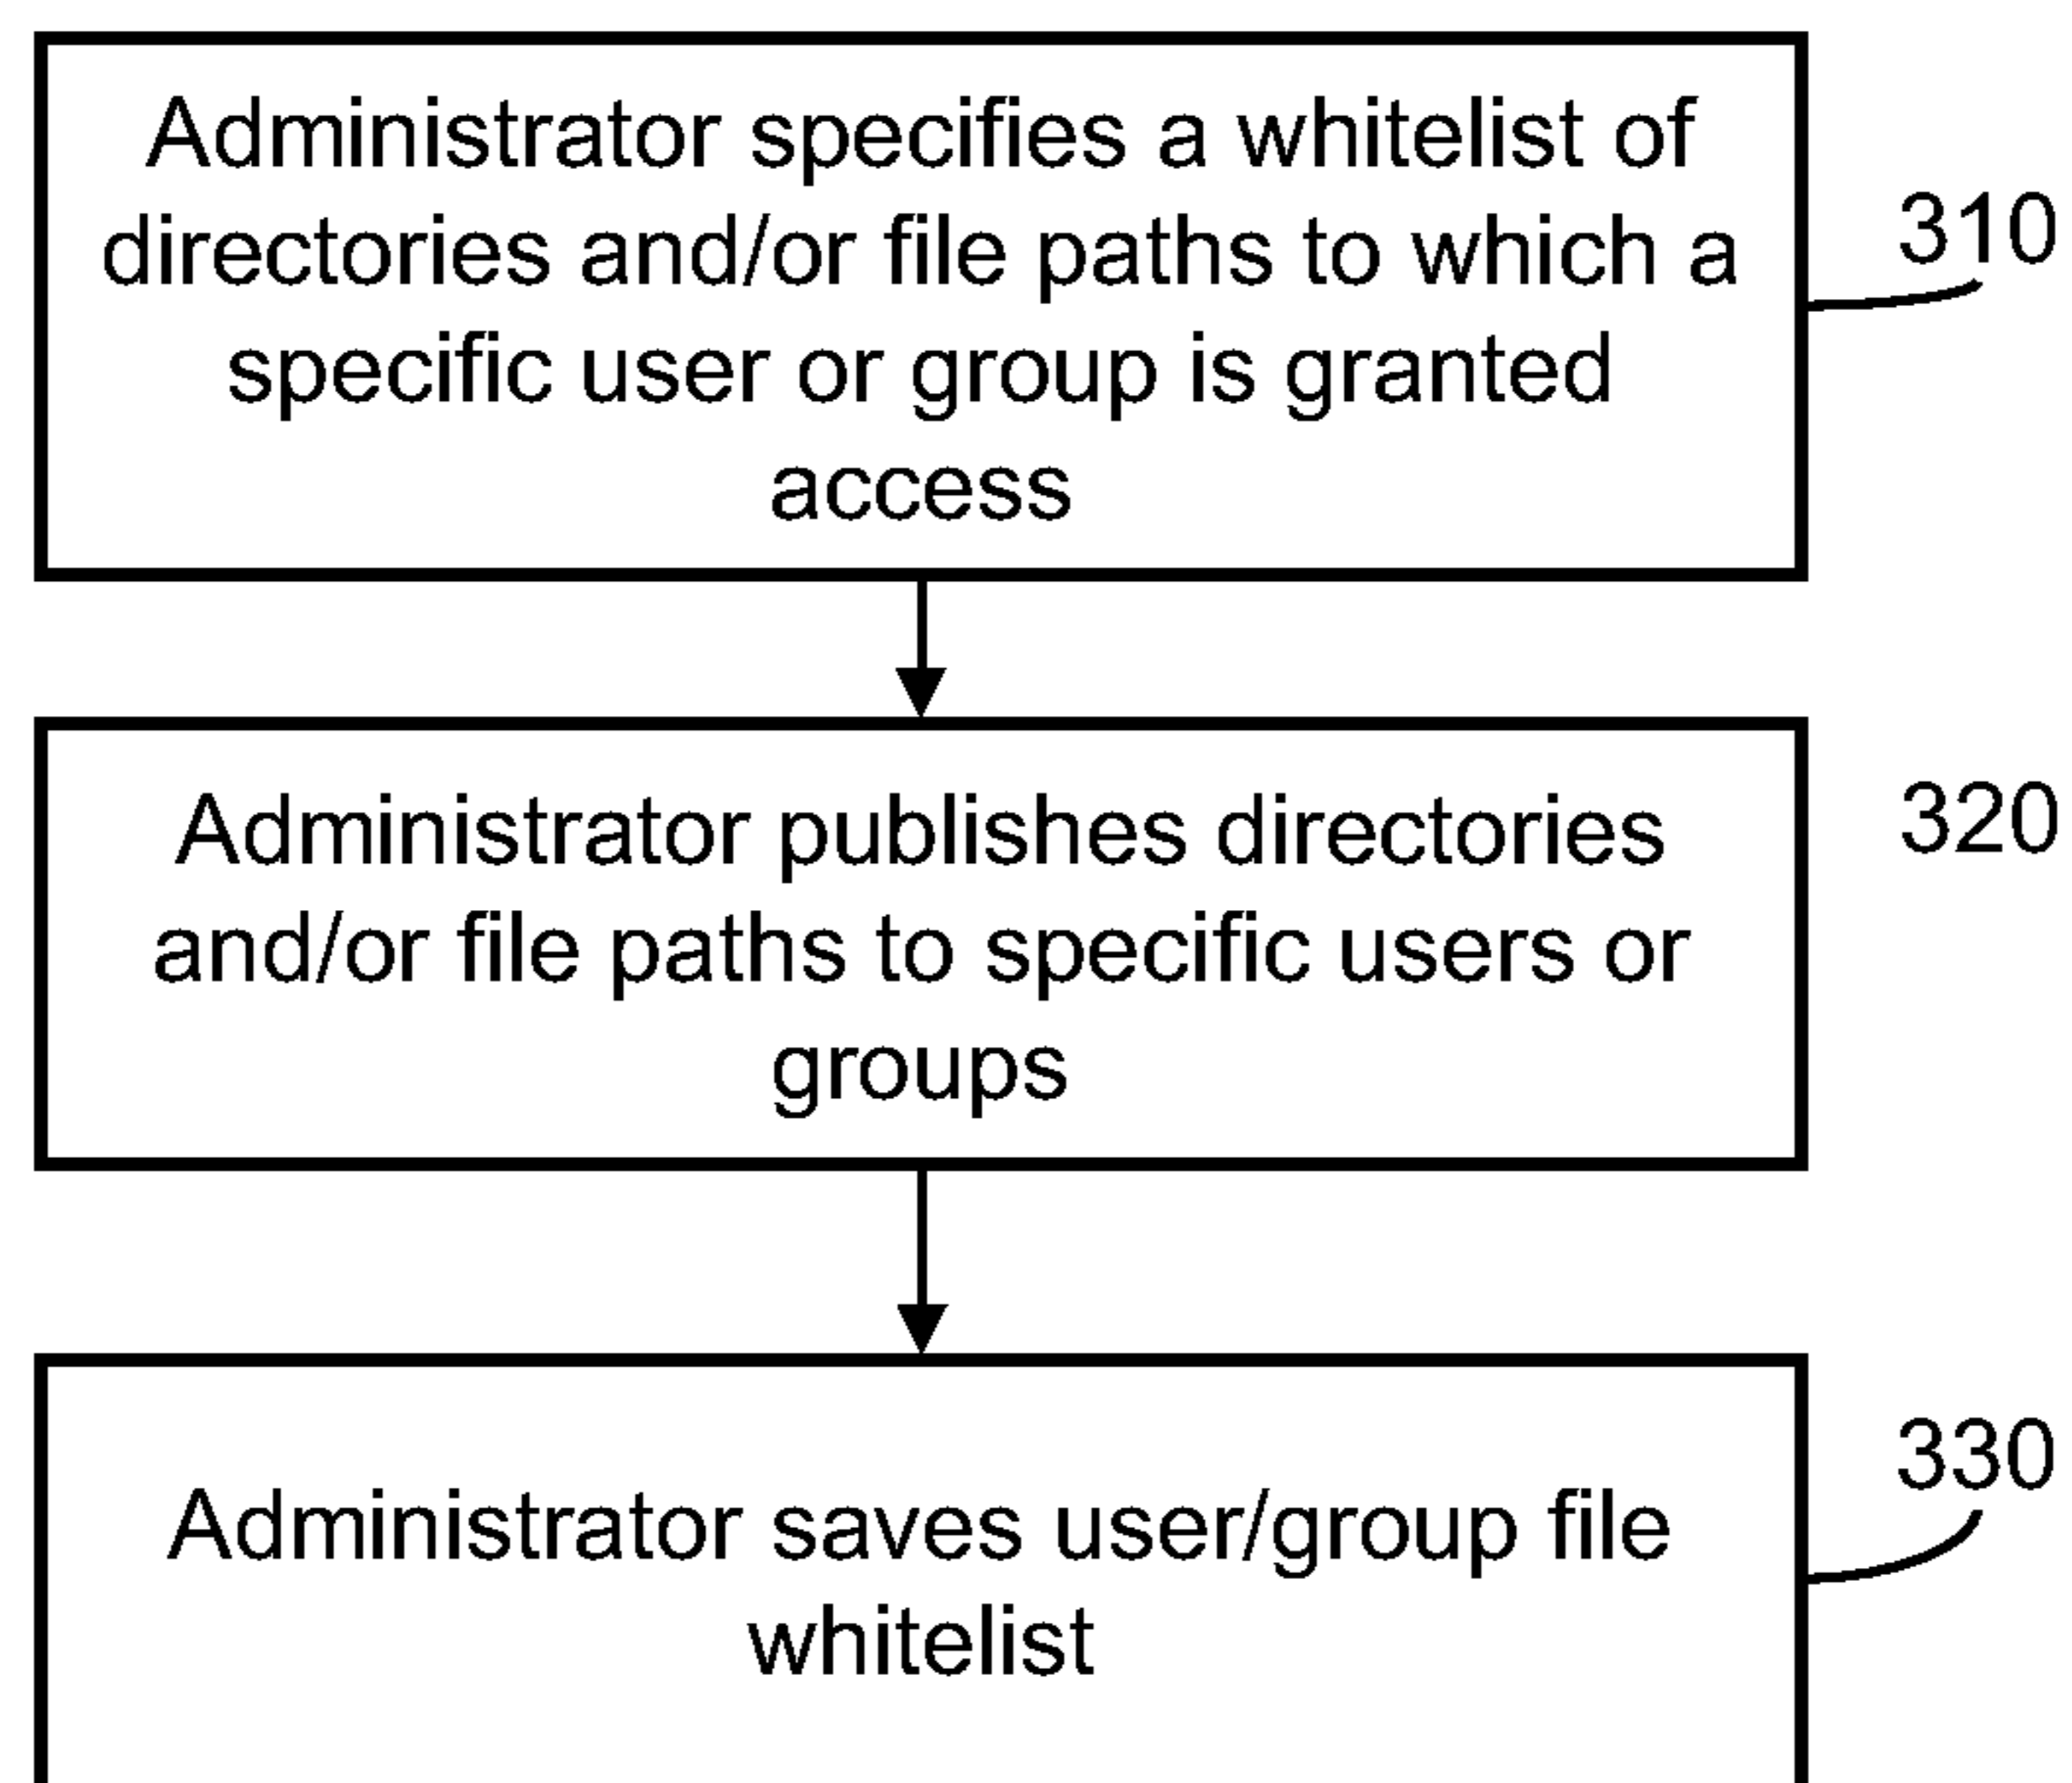 Administrator specifies a whitelist of
directories and/or file paths to which a
specific user or group is granted
access
310
Administrator publishes directories
and/or file paths to specific users or
groups
320
Administrator saves user/group file
whitelist
330